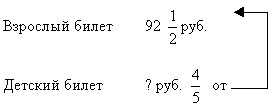 Взрослый билет 92 1/2 руб.
Детский билет ? руб. 4/5 от